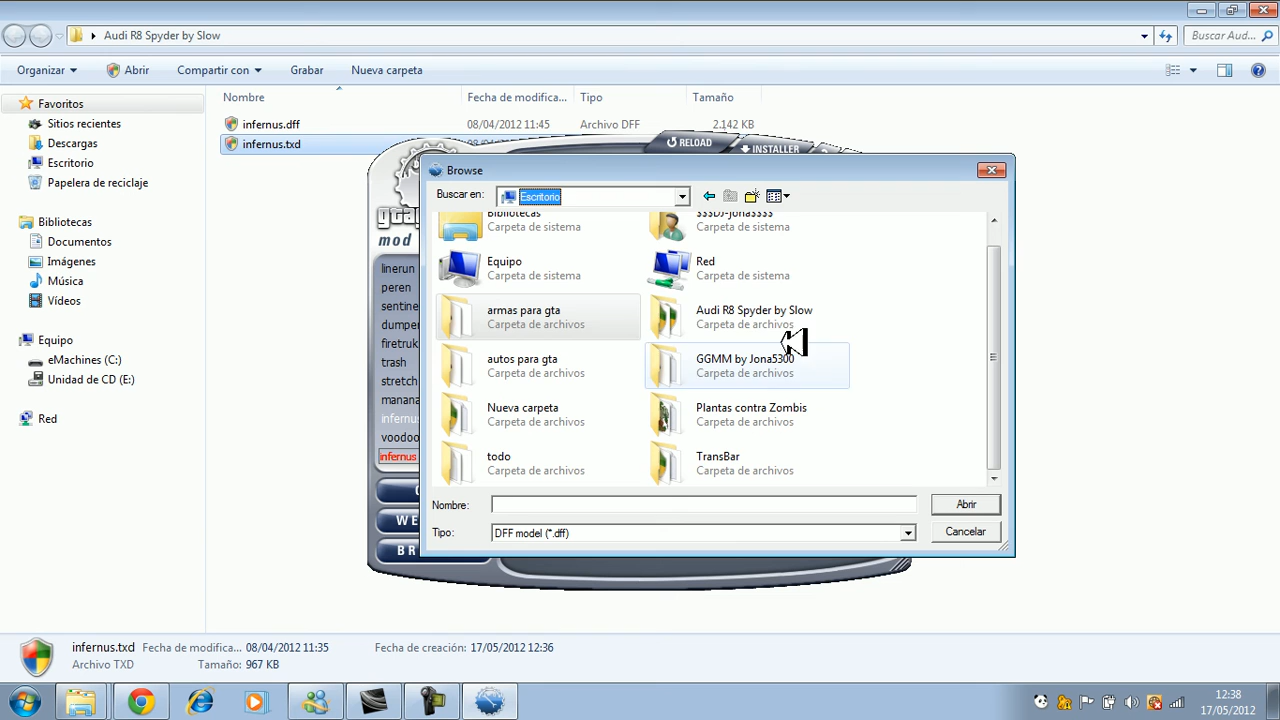 Audi R8 Spyder by Slow
Buscar Aud...
Organizar
Abrir
Compartir con
Grabar
Nueva carpeta
Nombre
Fecha de modifica...
Tipo
Tamaño
Favoritos
Sitios recientes
Descargas
Escritorio
Papelera de reciclaje
Bibliotecas
Documentos
Imágenes
Música
Vídeos
Equipo
eMachines (C:)
Unidad de CD (E:)
Red
infernus.dff
08/04/2012 11:45
Archivo DFF
2.142 KB
infernus.txd
RELOAD
INSTALLER
mod
linerun
peren
sentine
dumper
firetruk
trash
stretch
manana
infernus
voodoo
infernus
WE
BR
Browse
Buscar en:
Escritorio
Bibliotecas
Carpeta de sistema
$$$DJ-Jona$$$$
Carpeta de sistema
Equipo
Carpeta de sistema
Red
Carpeta de sistema
armas para gta
Carpeta de archivos
Audi R8 Spyder by Slow
Carpeta de archivos
autos para gta
Carpeta de archivos
GGMM by Jona5300
Carpeta de archivos
Nueva carpeta
Carpeta de archivos
Plantas contra Zombis
Carpeta de archivos
todo
Carpeta de archivos
TransBar
Carpeta de archivos
Nombre:
Abrir
Tipo:
DFF model (*.dff)
Cancelar
infernus.txd
Fecha de modifica... 08/04/2012 11:35
Fecha de creación: 17/05/2012 12:36
Archivo TXD
Tamaño: 967 KB
12:38
17/05/2012